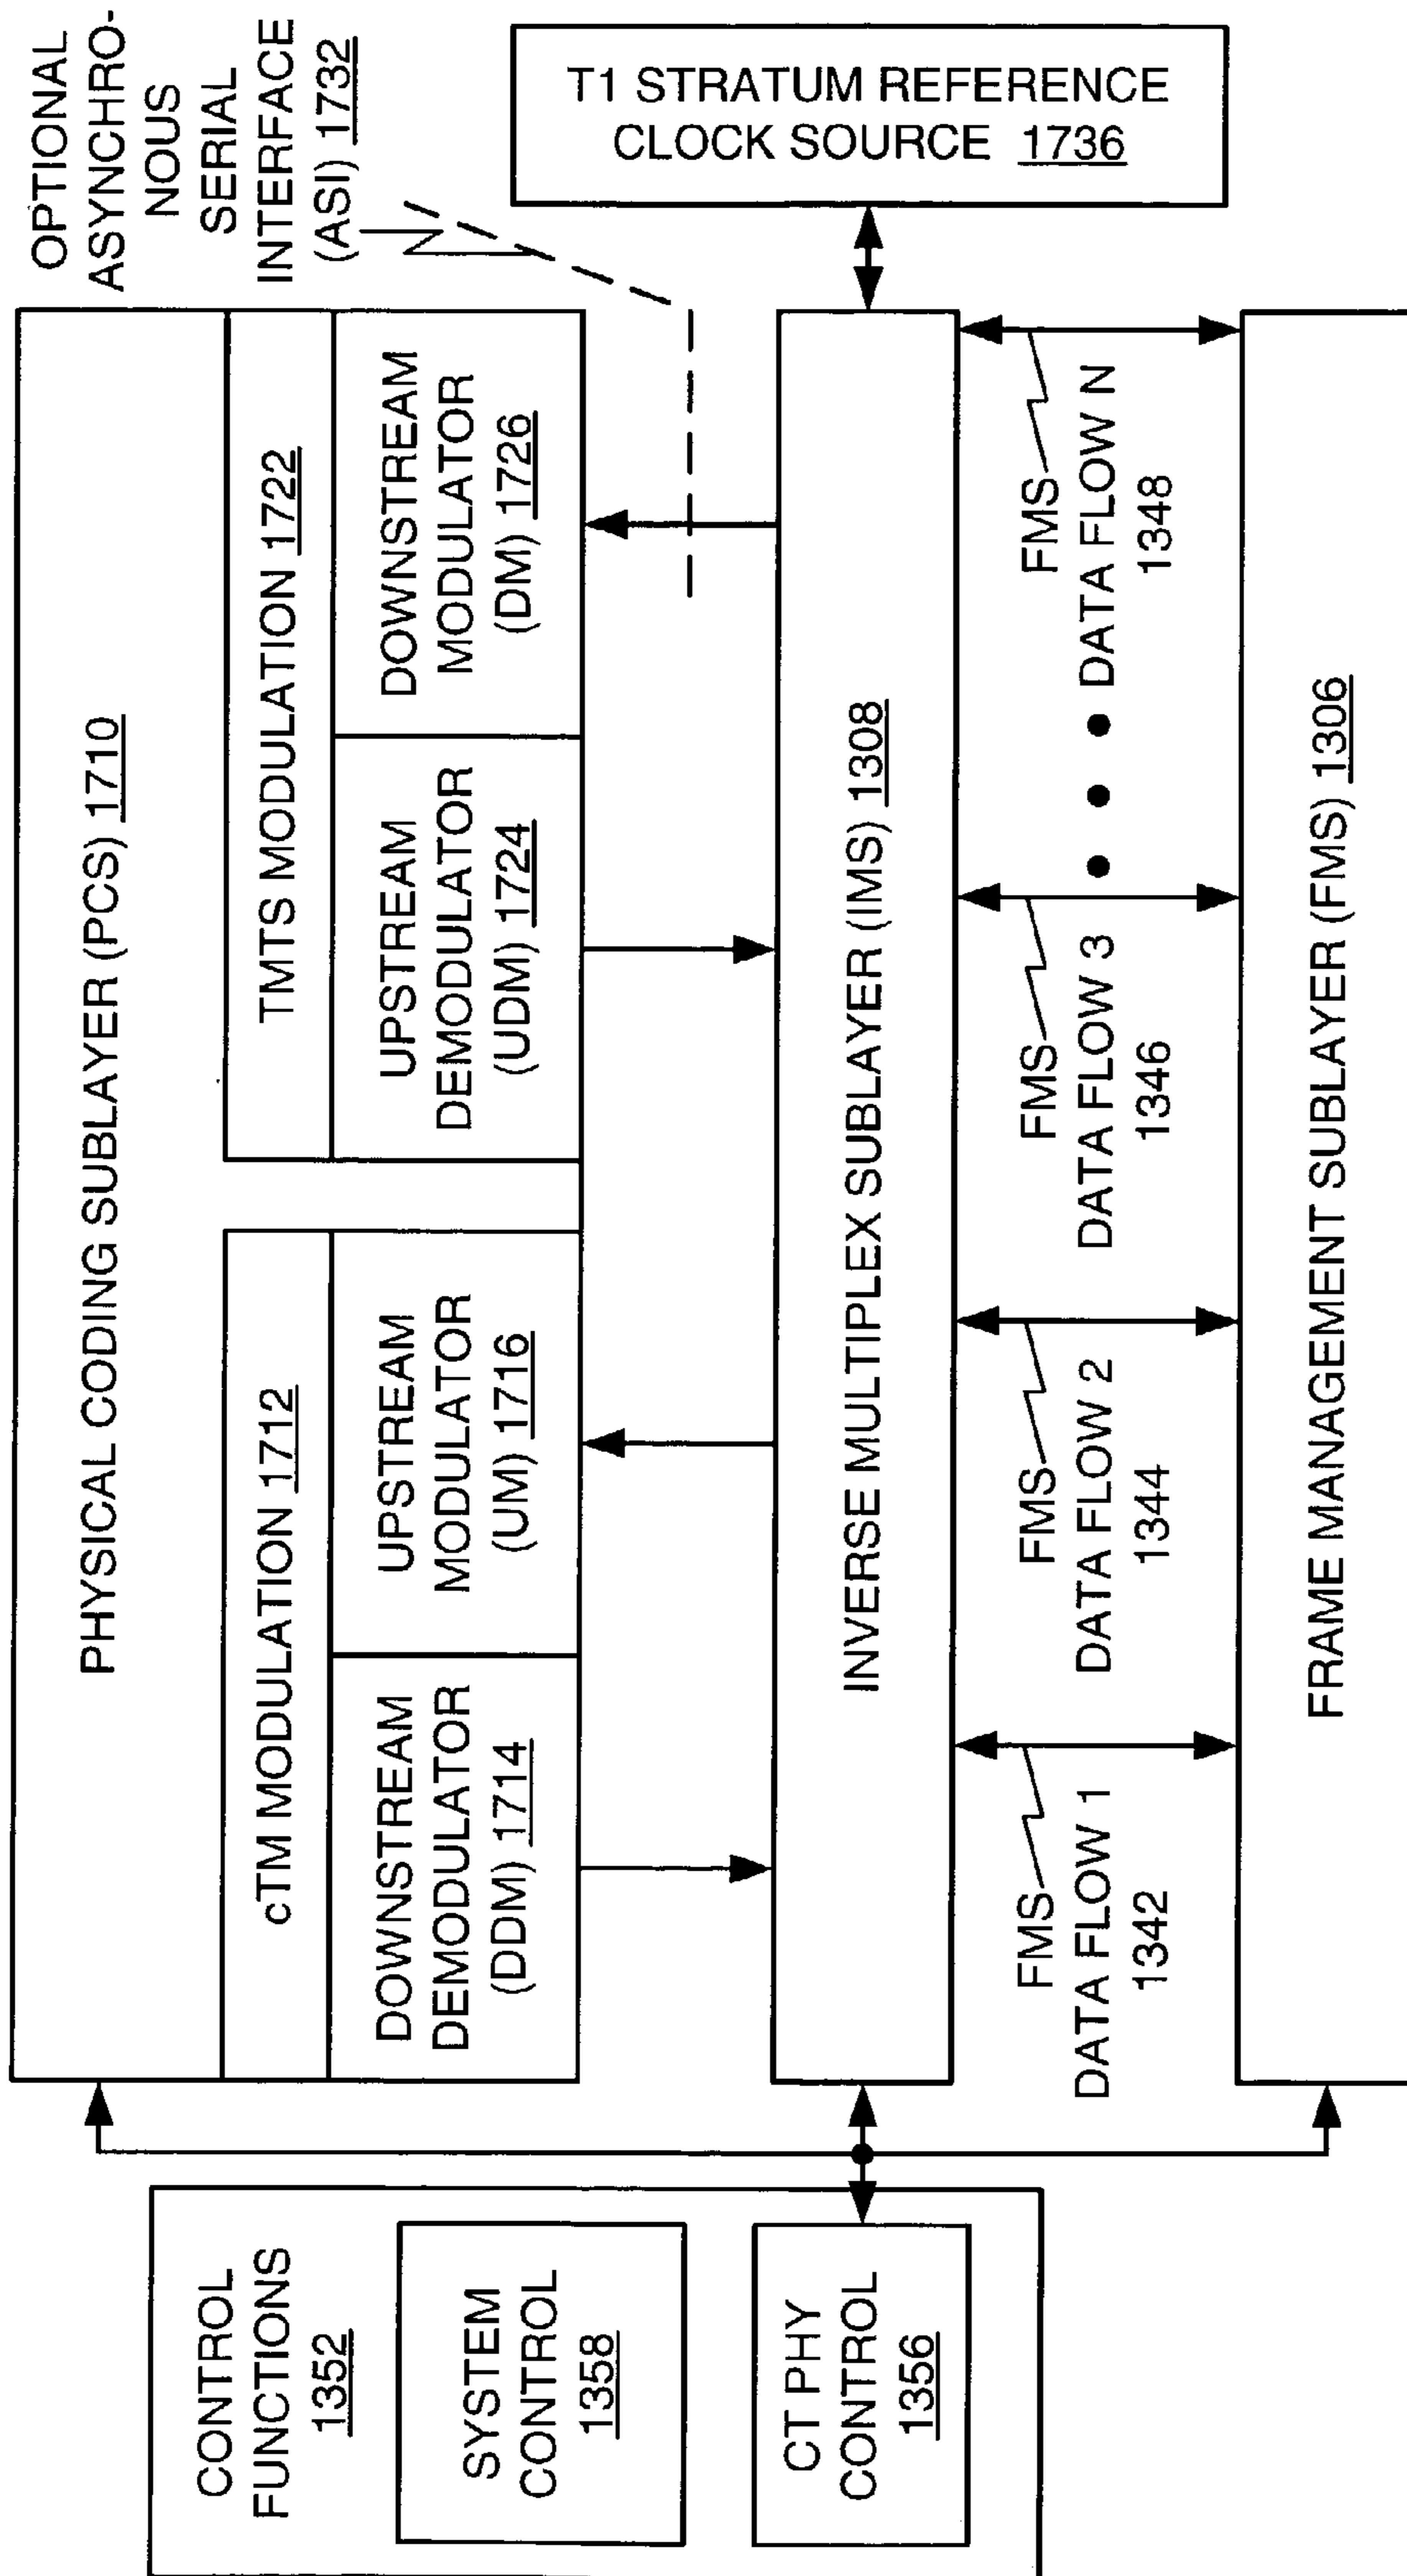 PHYSICAL CODING SUBLAYER (PCS) 1710
cTM MODULATION 1712
DOWNSTREAM
DEMODULATOR
(DDM) 1714
UPSTREAM
MODULATOR
(UM) 1716
TMTS MODULATION 1722
UPSTREAM
DEMODULATOR
(UDM) 1724
DOWNSTREAM
MODULATOR
(DM) 1726
OPTIONAL
ASYNCHRO-
NOUS
SERIAL
INTERFACE
(ASI) 1732
CONTROL
FUNCTIONS
1352
SYSTEM
CONTROL
1358
CT PHY
CONTROL
1356
INVERSE MULTIPLEX SUBLAYER (IMS) 1308
T1 STRATUM REFERENCE
CLOCK SOURCE 1736
FMS
DATA FLOW 1
1342
FMS
DATA FLOW 2
1344
FMS
DATA FLOW 3
1346
FMS
DATA FLOW N
1348
FRAME MANAGEMENT SUBLAYER (FMS) 1306